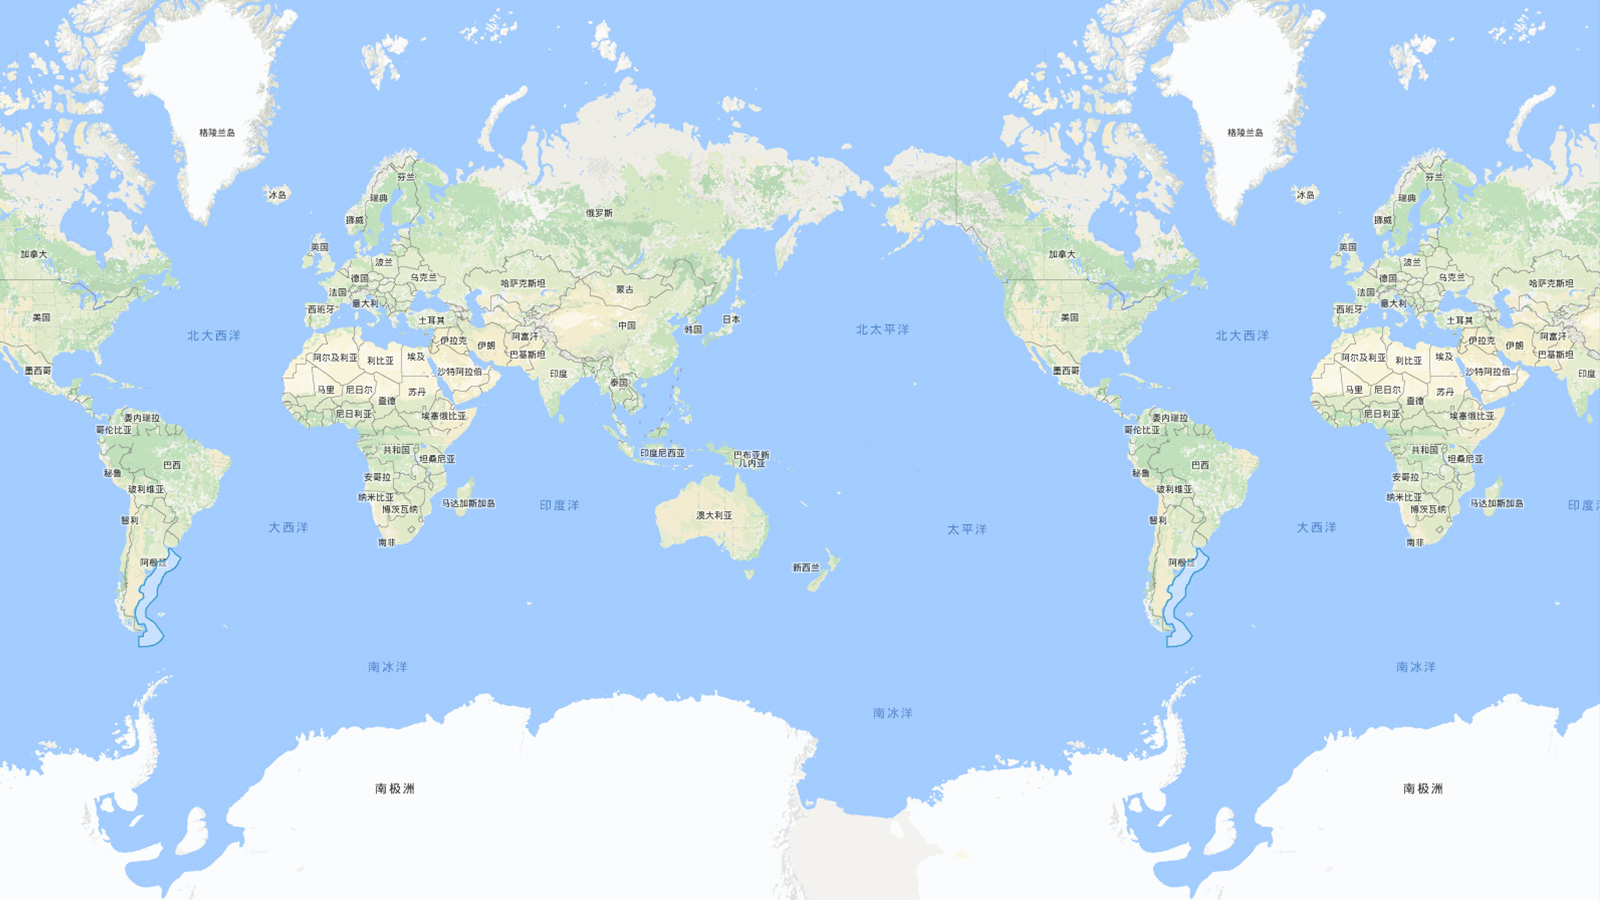 格陵兰岛
格陵兰岛
芬兰
芬兰
冰岛
瑞典
冰岛
瑞典
俄罗斯
挪威
挪威
英国
英国
加拿大
加拿大
波兰
波兰
德国
乌克兰
德国
乌克兰
哈萨克斯坦
哈萨克斯坦
法国
蒙古
法国
意大利
意大利
西班牙
西班牙
美国
土耳其
中国
韩国
日本
美国
土耳其
北大西洋
北太平洋
北大西洋
伊拉克
伊朗
阿富汗
伊拉克
伊朗
阿富汗
巴基斯坦
巴基斯坦
阿尔及利亚
利比亚
埃及
阿尔及利亚
利比亚
埃及
墨西哥
沙特阿拉伯
印度
墨西哥
沙特阿拉伯
印度
泰国
马里
尼日尔
苏丹
马里
尼日尔
苏丹
乍得
乍得
委内瑞拉
尼日利亚
埃塞俄比亚
委内瑞拉
尼日利亚
埃塞俄比亚
哥伦比亚
哥伦比亚
共和国
印度尼西亚
共和国
坦桑尼亚
巴布亚新
几内亚
坦桑尼亚
秘鲁
巴西
秘鲁
巴西
安哥拉
安哥拉
玻利维亚
玻利维亚
纳米比亚
纳米比亚
马达加斯加岛
印度洋
马达加斯加岛
印度洋
博茨瓦纳
博茨瓦纳
智利
澳大利亚
智利
大西洋
太平洋
大西洋
南非
南非
阿根廷
新西兰
阿根廷
南冰洋
南冰洋
南冰洋
南极洲
南极洲